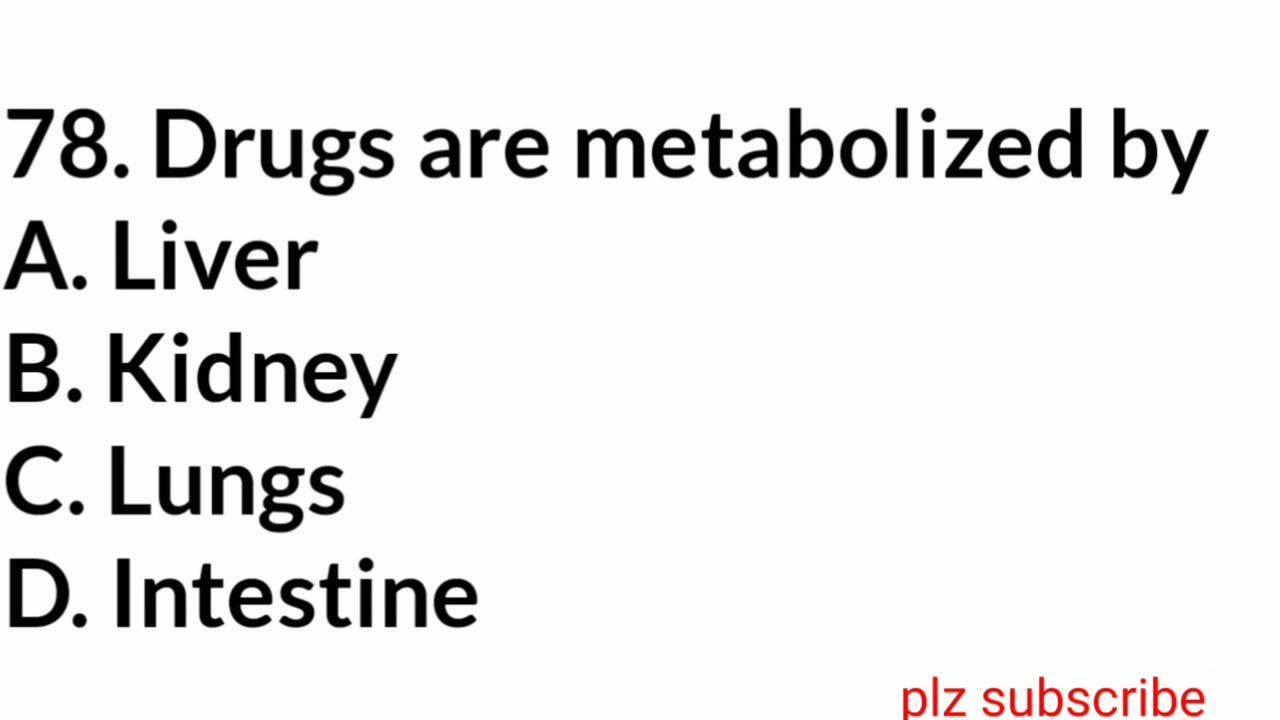 78. Drugs are metabolized by
A. Liver
B. Kidney
C. Lungs
D. Intestine
plz subscribe